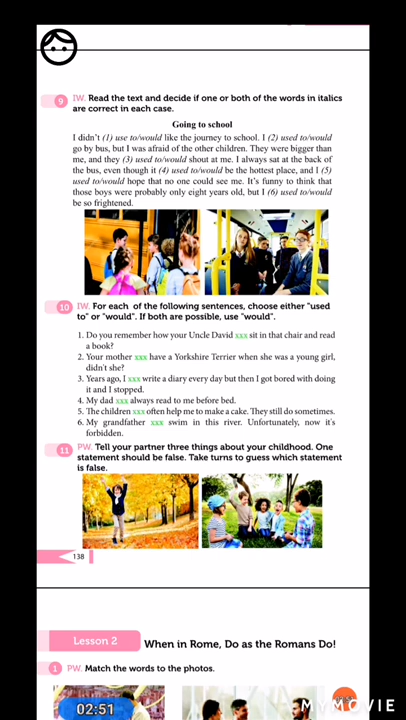 9 IW. Read the text and decide if one or both of the words in italics
are correct in each case.
Going to school
I didn't (1) use to/would like the journey to school. I (2) used to/would
go by bus, but I was afraid of the other children. They were bigger than
me, and they (3) used to/would shout at me. I always sat at the back of
the bus, even though it (4) used to/would be the hottest place, and I (5)
used to/would hope that no one could see me. It's funny to think that
those boys were probably only eight years old, but I (6) used to/would
be so frightened.
10 IW. For each of the following sentences, choose either "used
to" or "would". If both are possible, use "would".
1. Do you remember how your Uncle David xxx sit in that chair and read
a book?
2. Your mother xxx have a Yorkshire Terrier when she was a young girl,
didn't she?
3. Years ago, I xxx write a diary every day but then I got bored with doing
it and I stopped.
4. My dad xxx always read to me before bed.
5. The children xxx often help me to make a cake. They still do sometimes.
6. My grandfather xxx swim in this river. Unfortunately, now it's
forbidden.
11 PW. Tell your partner three things about your childhood. One
statement should be false. Take turns to guess which statement
is false.
138
Lesson 2 When in Rome, Do as the Romans Do!
1 PW. Match the words to the photos.
02:51
MYMOVIE